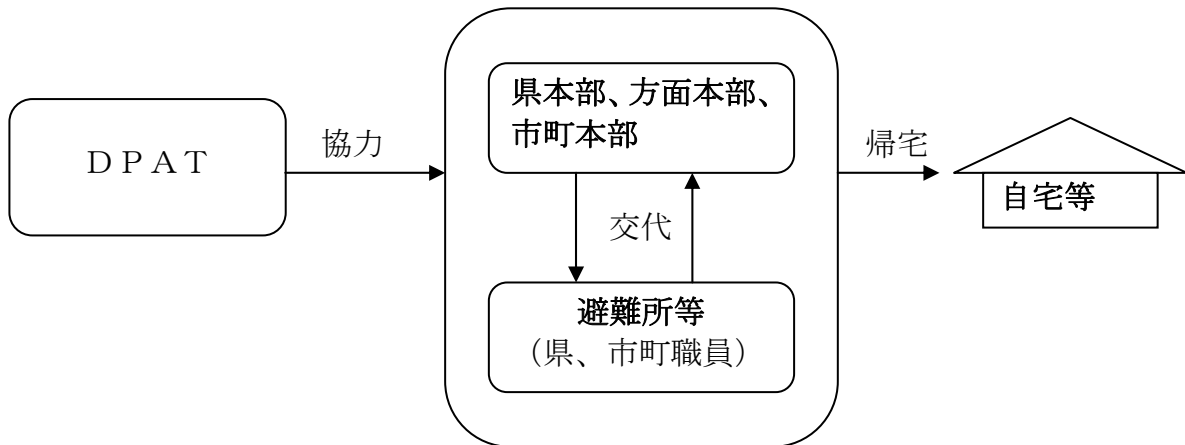 DPAT
協力
県本部、方面本部、
市町本部
交代
避難所等
（県、市町職員）
帰宅
自宅等